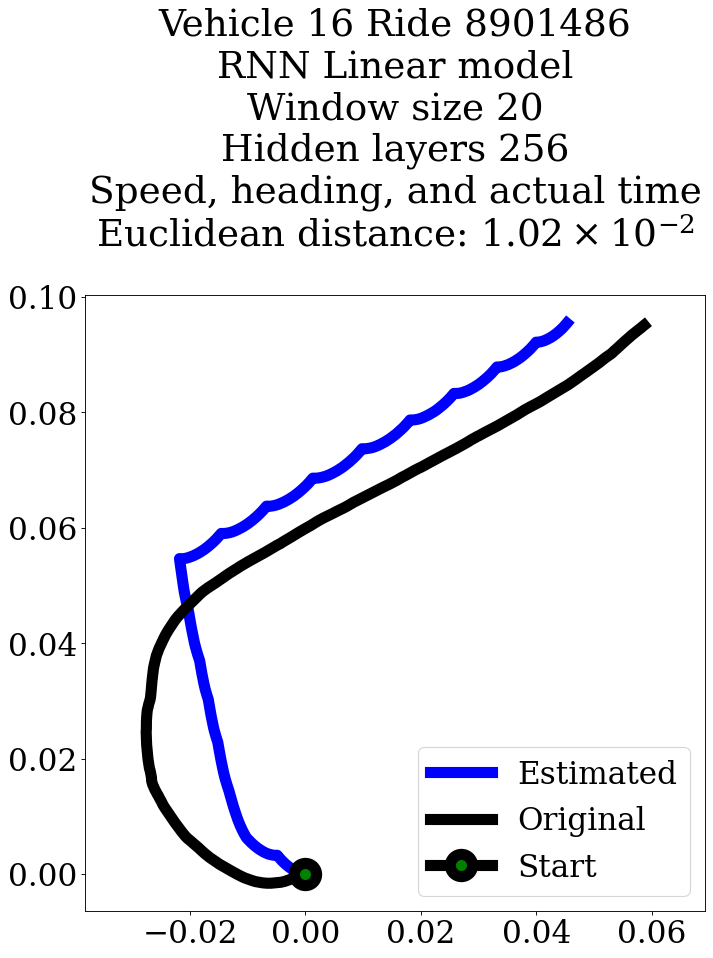 Vehicle 16 Ride 8901486
RNN Linear model
Window size 20
Hidden layers 256
Speed, heading, and actual time
Euclidean distance: 1.02 × 10⁻²
0.10
0.08
0.06
0.04
0.02
0.00
Estimated
Original
Start
−0.02 0.00 0.02 0.04 0.06